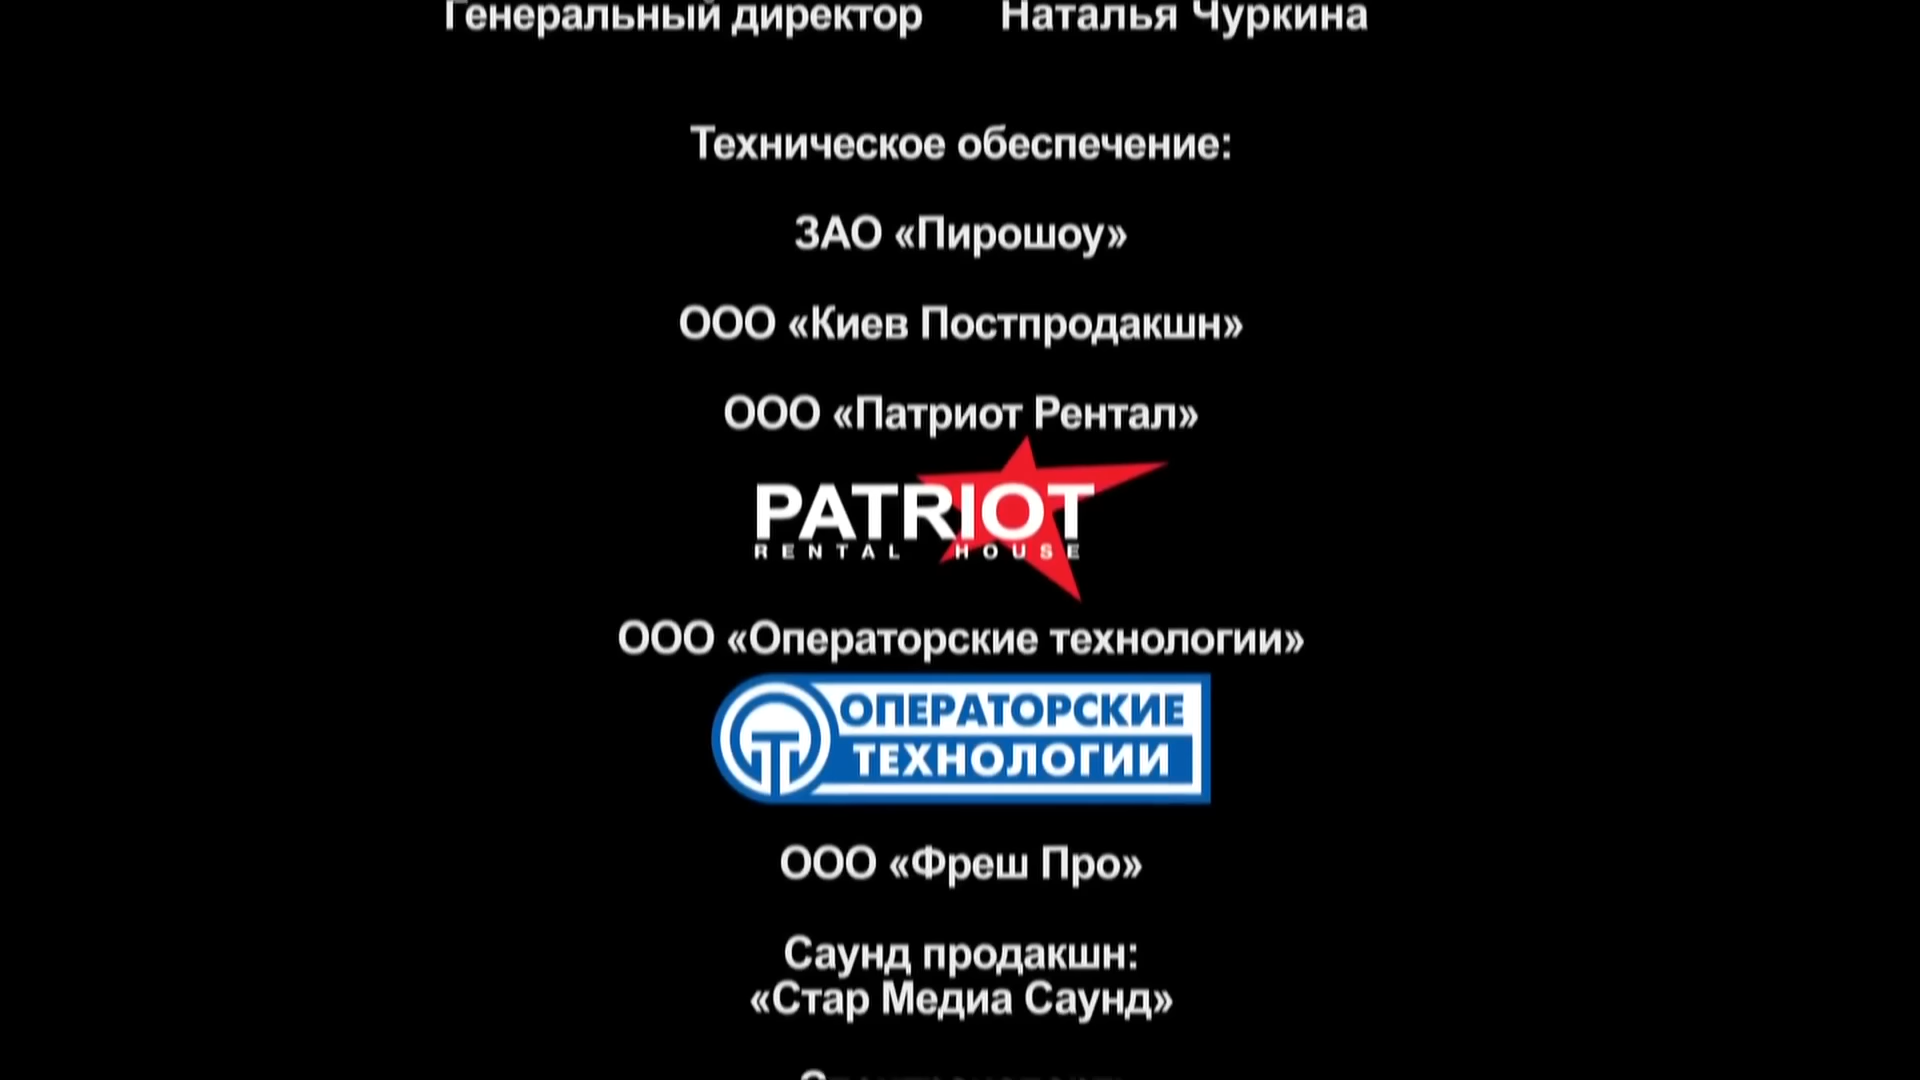 Генеральный директор Наталья Чуркина
Техническое обеспечение:
ЗАО «Пирошоу»
ООО «Киев Постпродакшн»
ООО «Патриот Рентал»
PATRIOT
RENTAL HOUSE
ООО «Операторские технологии»
ОПЕРАТОРСКИЕ
ТЕХНОЛОГИИ
ООО «Фреш Про»
Саунд продакшн:
«Стар Медиа Саунд»